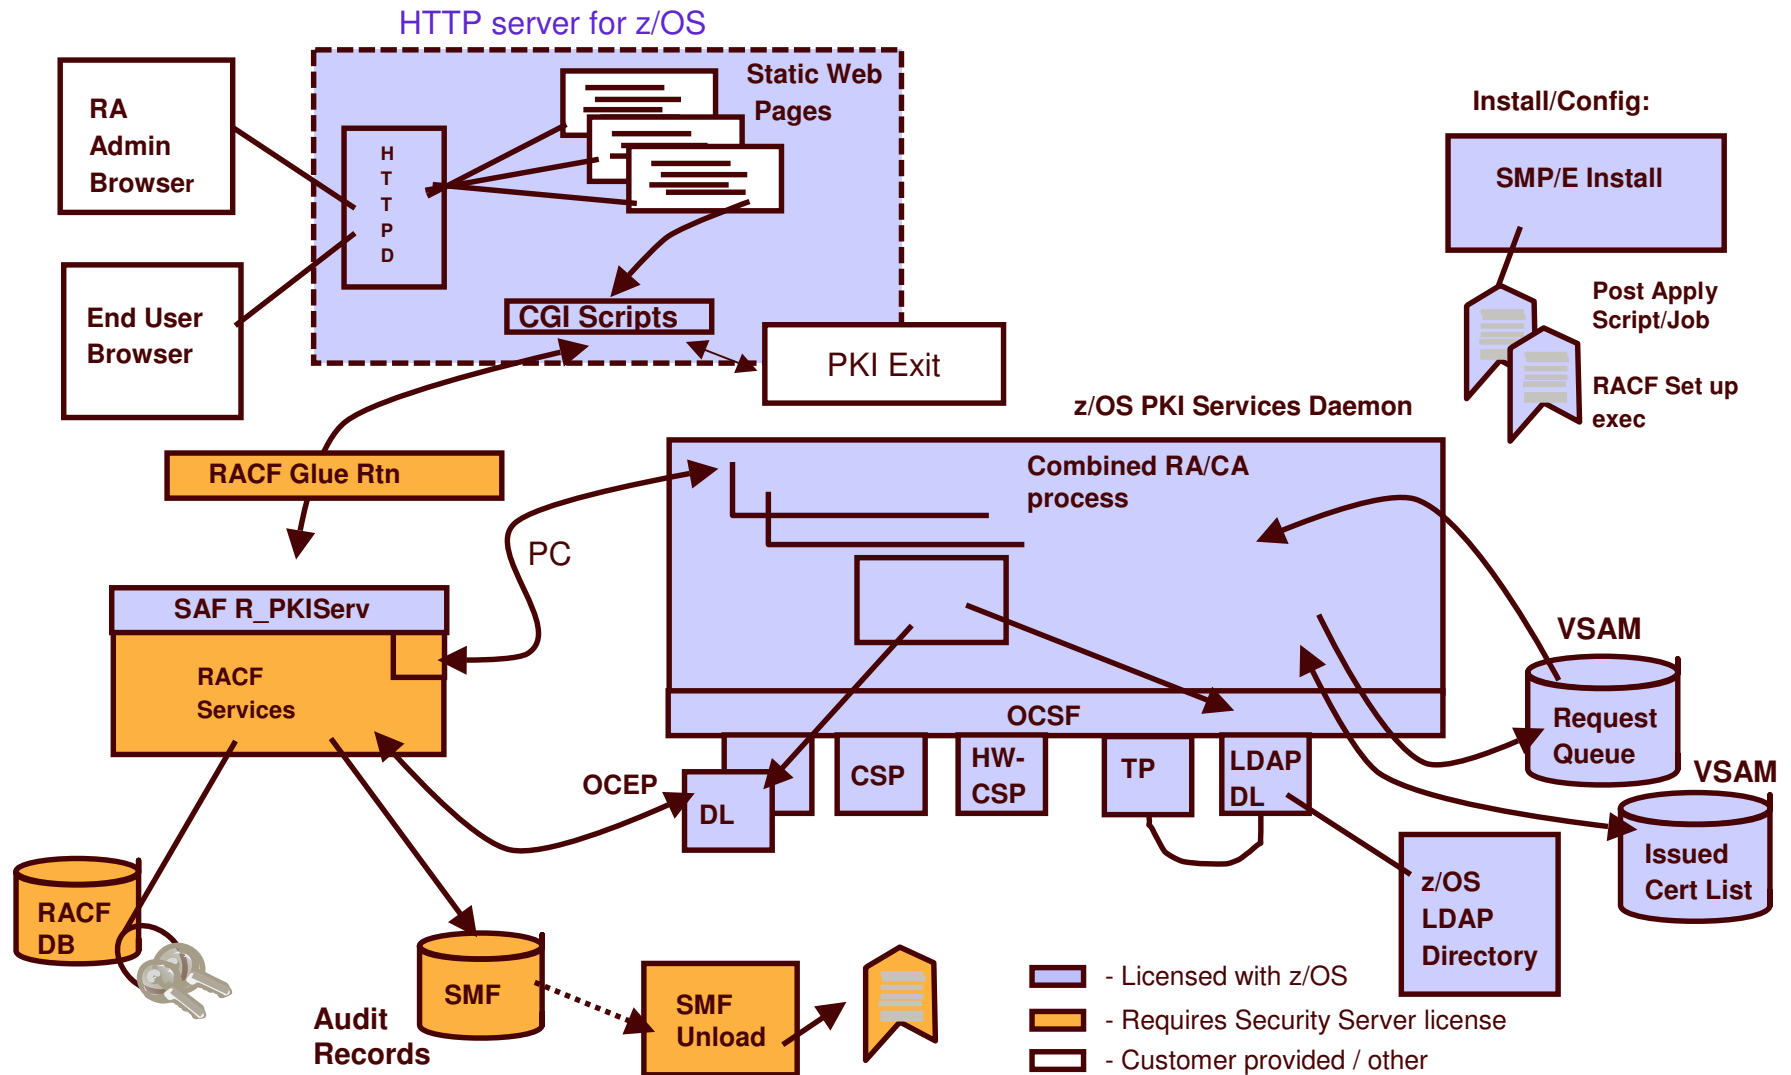 HTTP server for z/OS
RA
Admin
Browser
End User
Browser
H
T
T
P
D
Static Web
Pages
CGI Scripts
PKI Exit
Install/Config:
SMP/E Install
Post Apply
Script/Job
RACF Set up
exec
RACF Glue Rtn
SAF R_PKIServ
RACF
Services
PC
z/OS PKI Services Daemon
Combined RA/CA
process
OCSF
OCEP
DL
CSP
HW-
CSP
TP
LDAP
DL
VSAM
Request
Queue
VSAM
Issued
Cert List
z/OS
LDAP
Directory
RACF
DB
Audit
Records
SMF
SMF
Unload
- Licensed with z/OS
- Requires Security Server license
- Customer provided / other